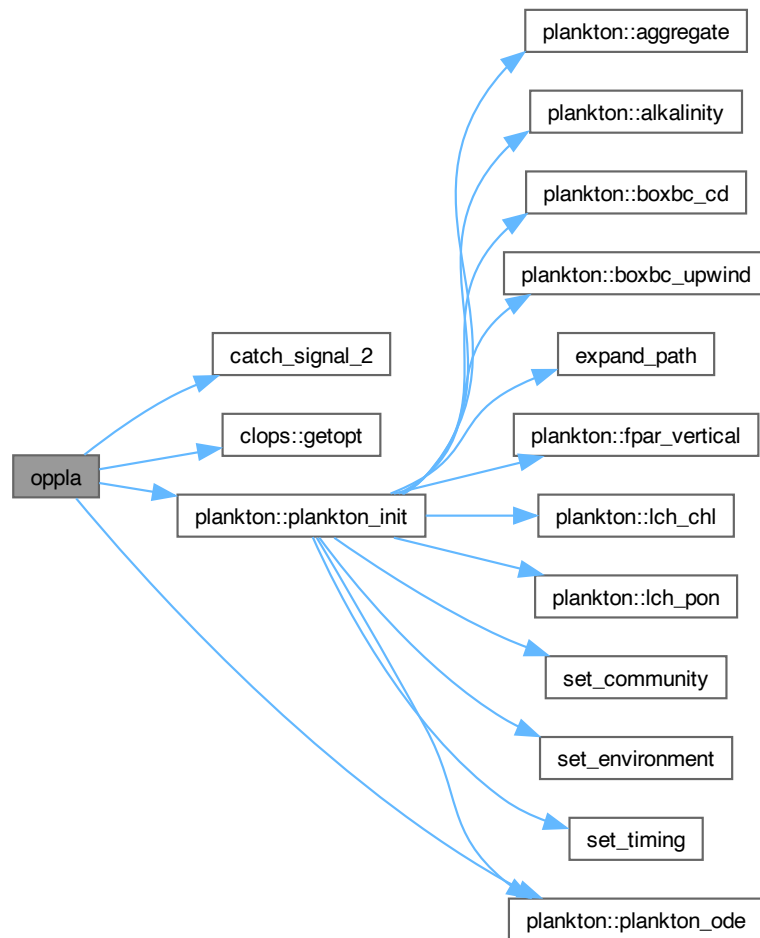 plankton::aggregate
plankton::alkalinity
plankton::boxbc_cd
plankton::boxbc_upwind
catch_signal_2
expand_path
clops::getopt
plankton::fpar_vertical
oppla
plankton::plankton_init
plankton::lch_chl
plankton::lch_pon
set_community
set_environment
set_timing
plankton::plankton_ode